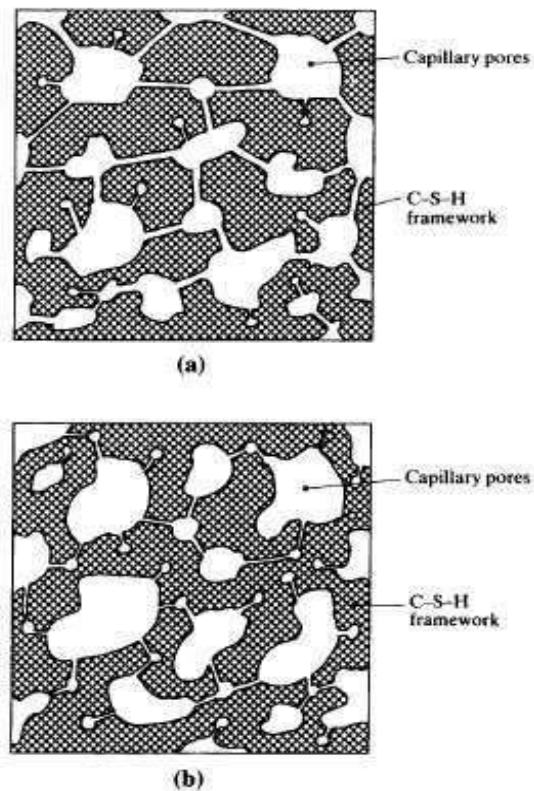 Capillary pores
C–S–H
framework
(a)
Capillary pores
C–S–H
framework
(b)